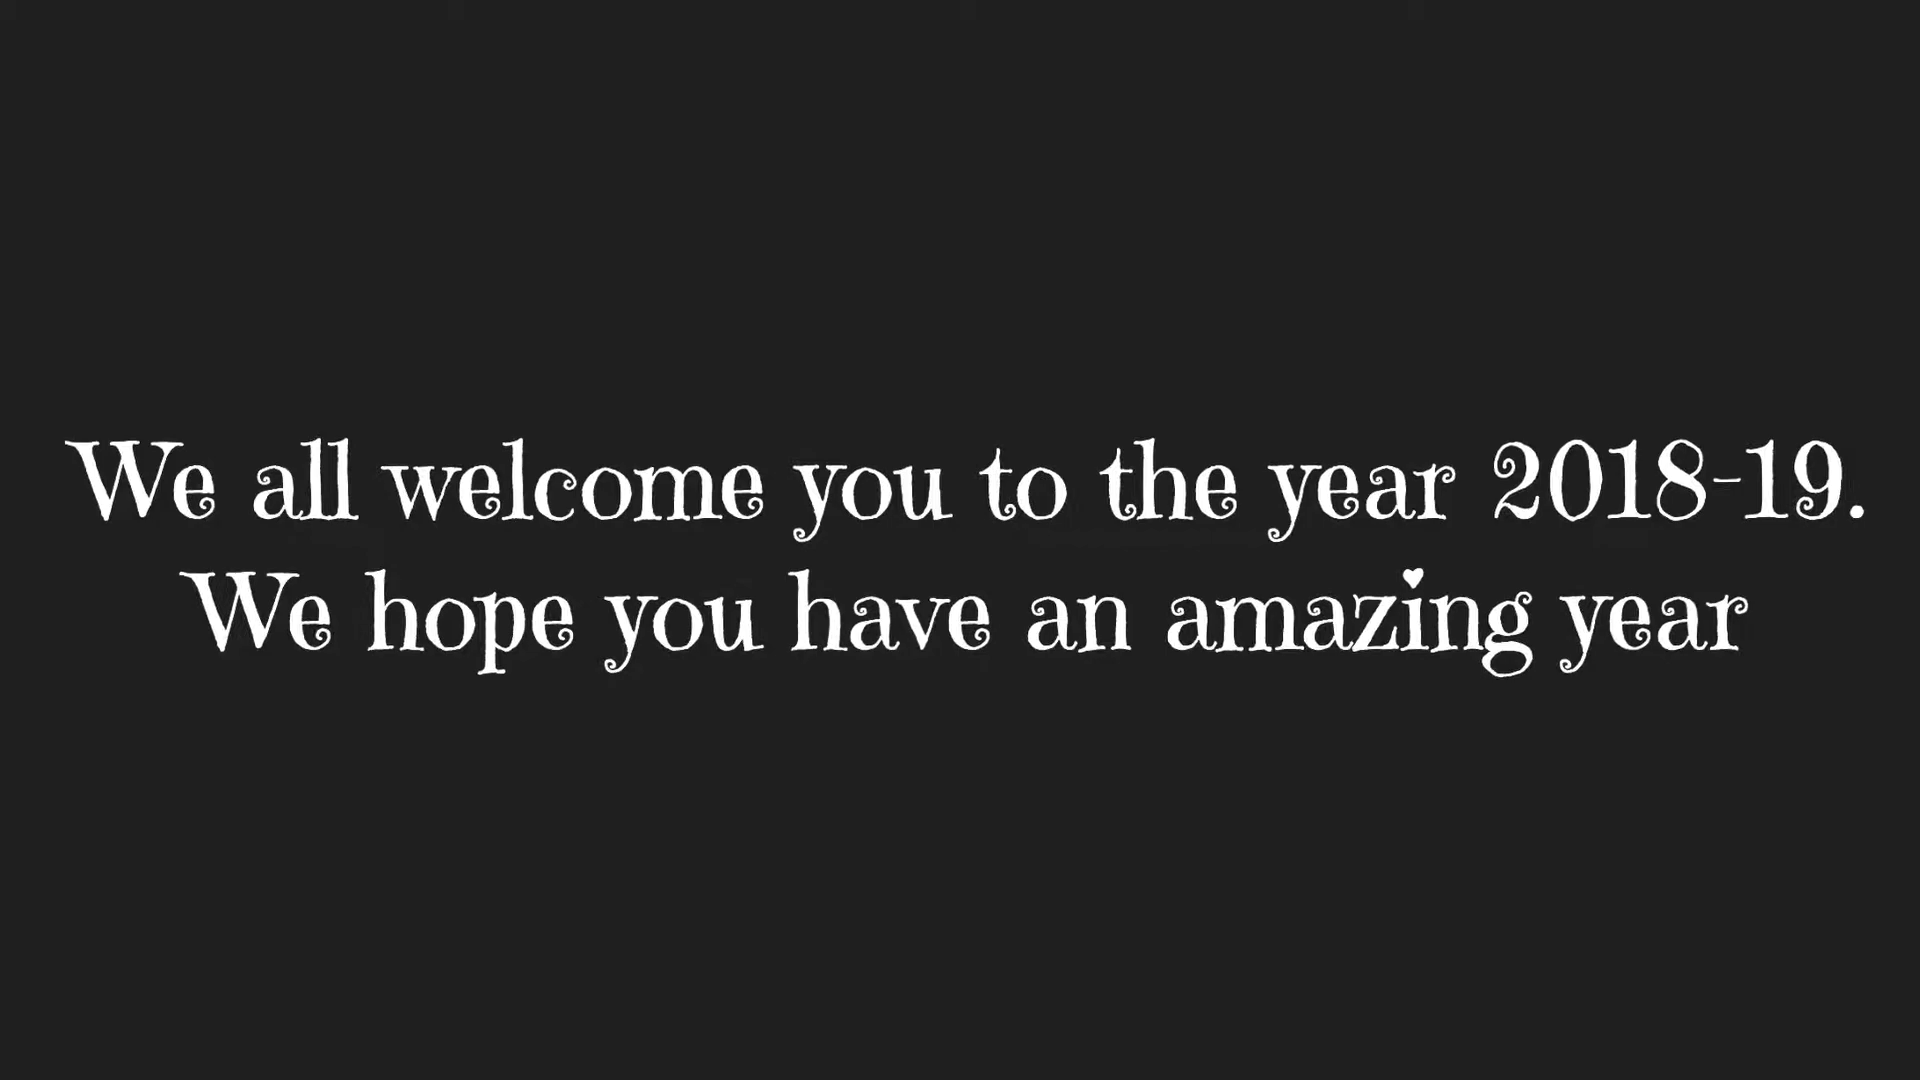 We all welcome you to the year 2018-19.
We hope you have an amazing year